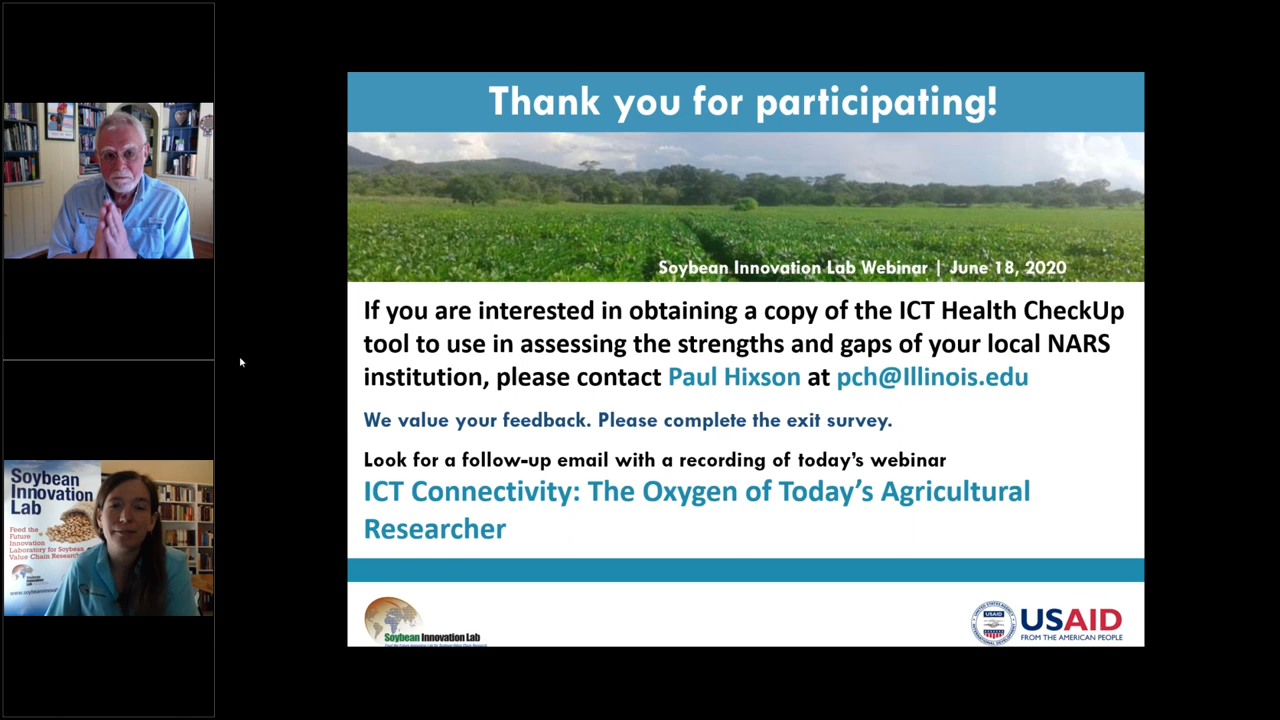 Thank you for participating!
Soybean Innovation Lab Webinar | June 18, 2020
If you are interested in obtaining a copy of the ICT Health CheckUp
tool to use in assessing the strengths and gaps of your local NARS
institution, please contact Paul Hixson at pch@Illinois.edu
We value your feedback. Please complete the exit survey.
Look for a follow-up email with a recording of today's webinar
ICT Connectivity: The Oxygen of Today's Agricultural
Researcher
Soybean Innovation Lab
USAID
USAID
FROM THE AMERICAN PEOPLE
Soybean
Innovation
Lab
Feed the
Future
Innovation
Laboratory for Soybean
Value Chain Research